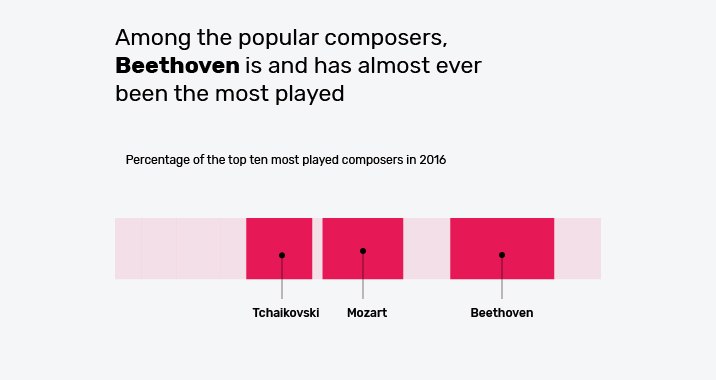 Among the popular composers,
Beethoven is and has almost ever
been the most played
Percentage of the top ten most played composers in 2016
Tchaikovski Mozart Beethoven